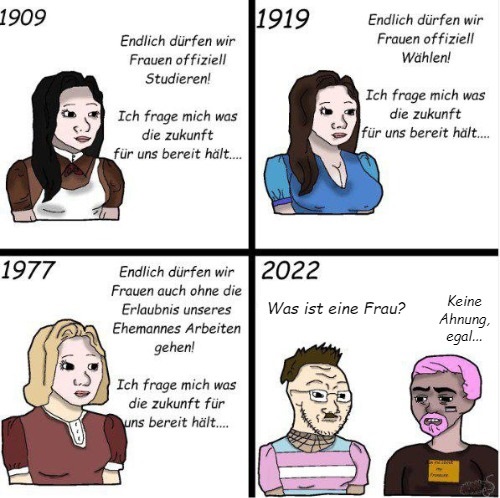 1909
Endlich dürfen wir
Frauen offiziell
Studieren!
Ich frage mich was
die zukunft
für uns bereit hält....
1919
Endlich dürfen wir
Frauen offiziell
Wählen!
Ich frage mich was
die zukunft
für uns bereit hält....
1977
Endlich dürfen wir
Frauen auch ohne die
Erlaubnis unseres
Ehemannes Arbeiten
gehen!
Ich frage mich was
die zukunft für
uns bereit hält....
2022
Was ist eine Frau?
Keine
Ahnung,
egal...